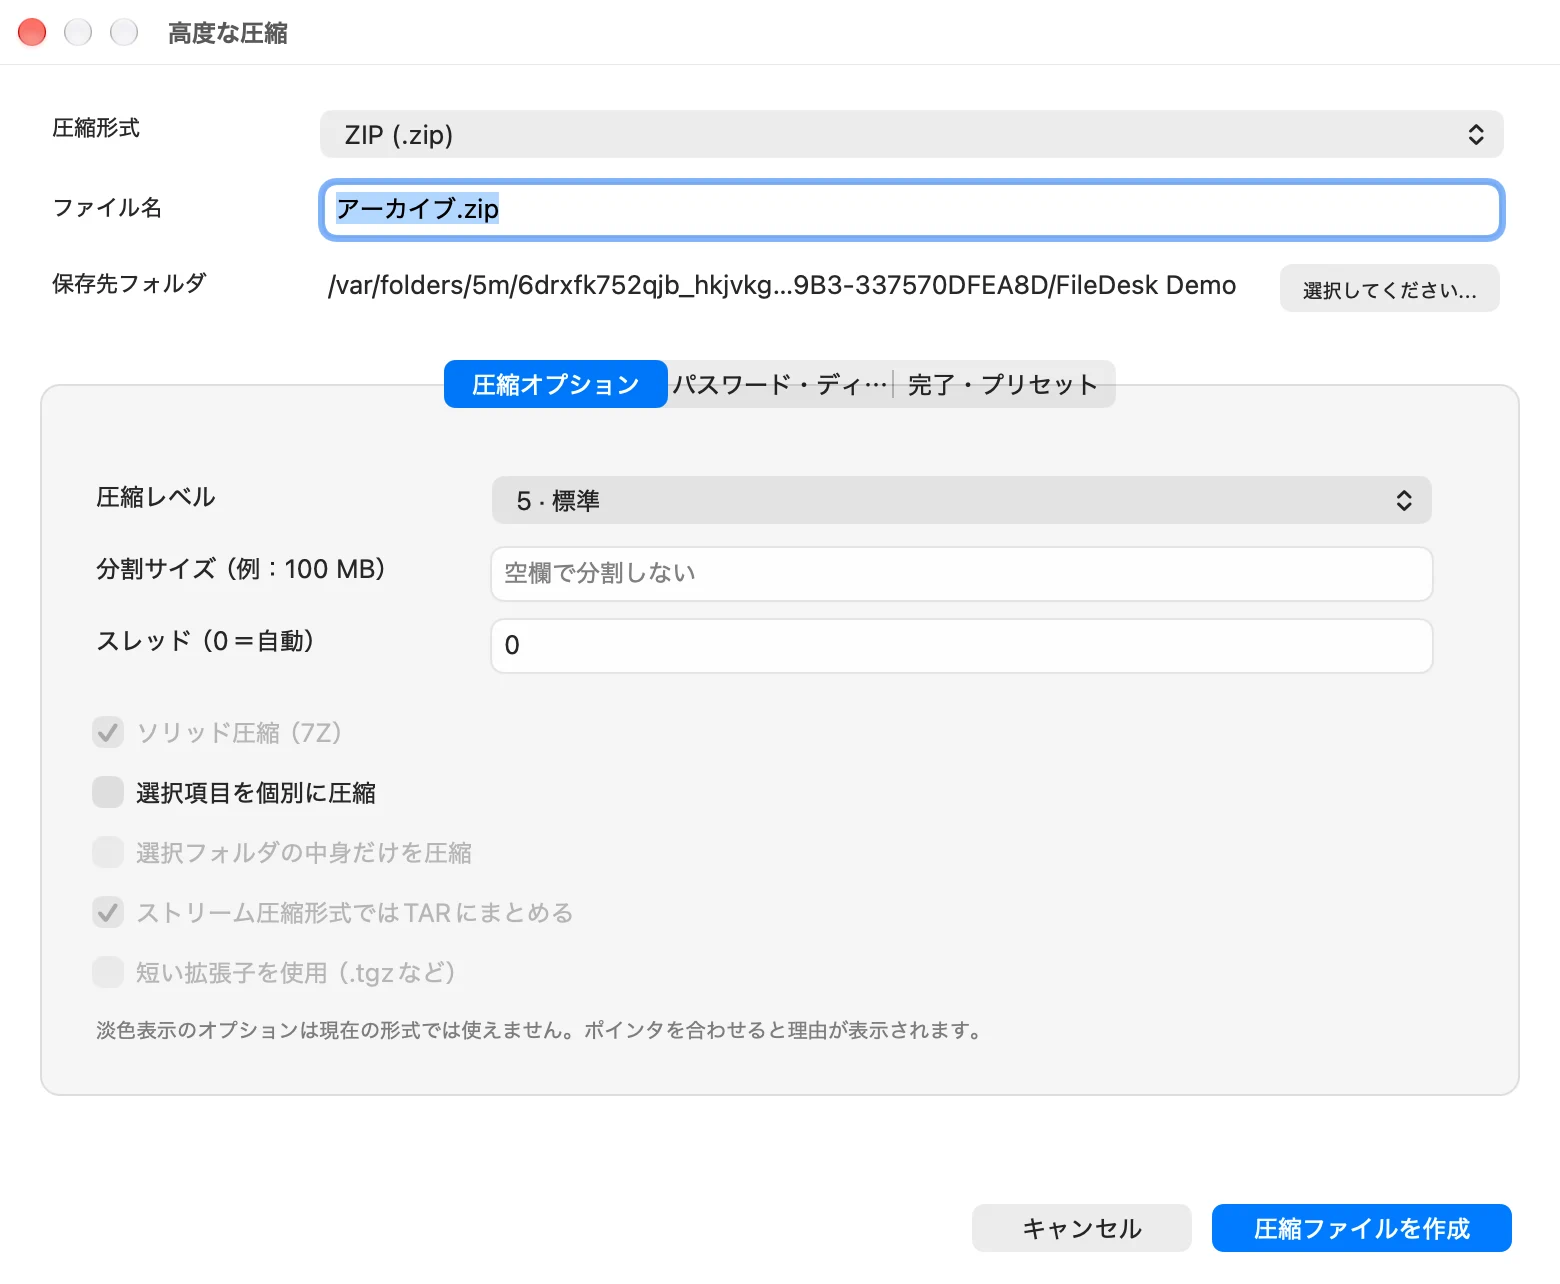 高度な圧縮
圧縮形式
ZIP (.zip)
ファイル名
アーカイブ.zip
保存先フォルダ
/var/folders/5m/6drxfk752qjb_hkjvkg...9B3-337570DFEA8D/FileDesk Demo
選択してください...
圧縮オプション
パスワード・ディ…
完了・プリセット
圧縮レベル
5 · 標準
分割サイズ（例：100 MB）
空欄で分割しない
スレッド（0＝自動）
0
ソリッド圧縮（7Z）
選択項目を個別に圧縮
選択フォルダの中身だけを圧縮
ストリーム圧縮形式ではTARにまとめる
短い拡張子を使用（.tgzなど）
淡色表示のオプションは現在の形式では使えません。ポインタを合わせると理由が表示されます。
キャンセル
圧縮ファイルを作成